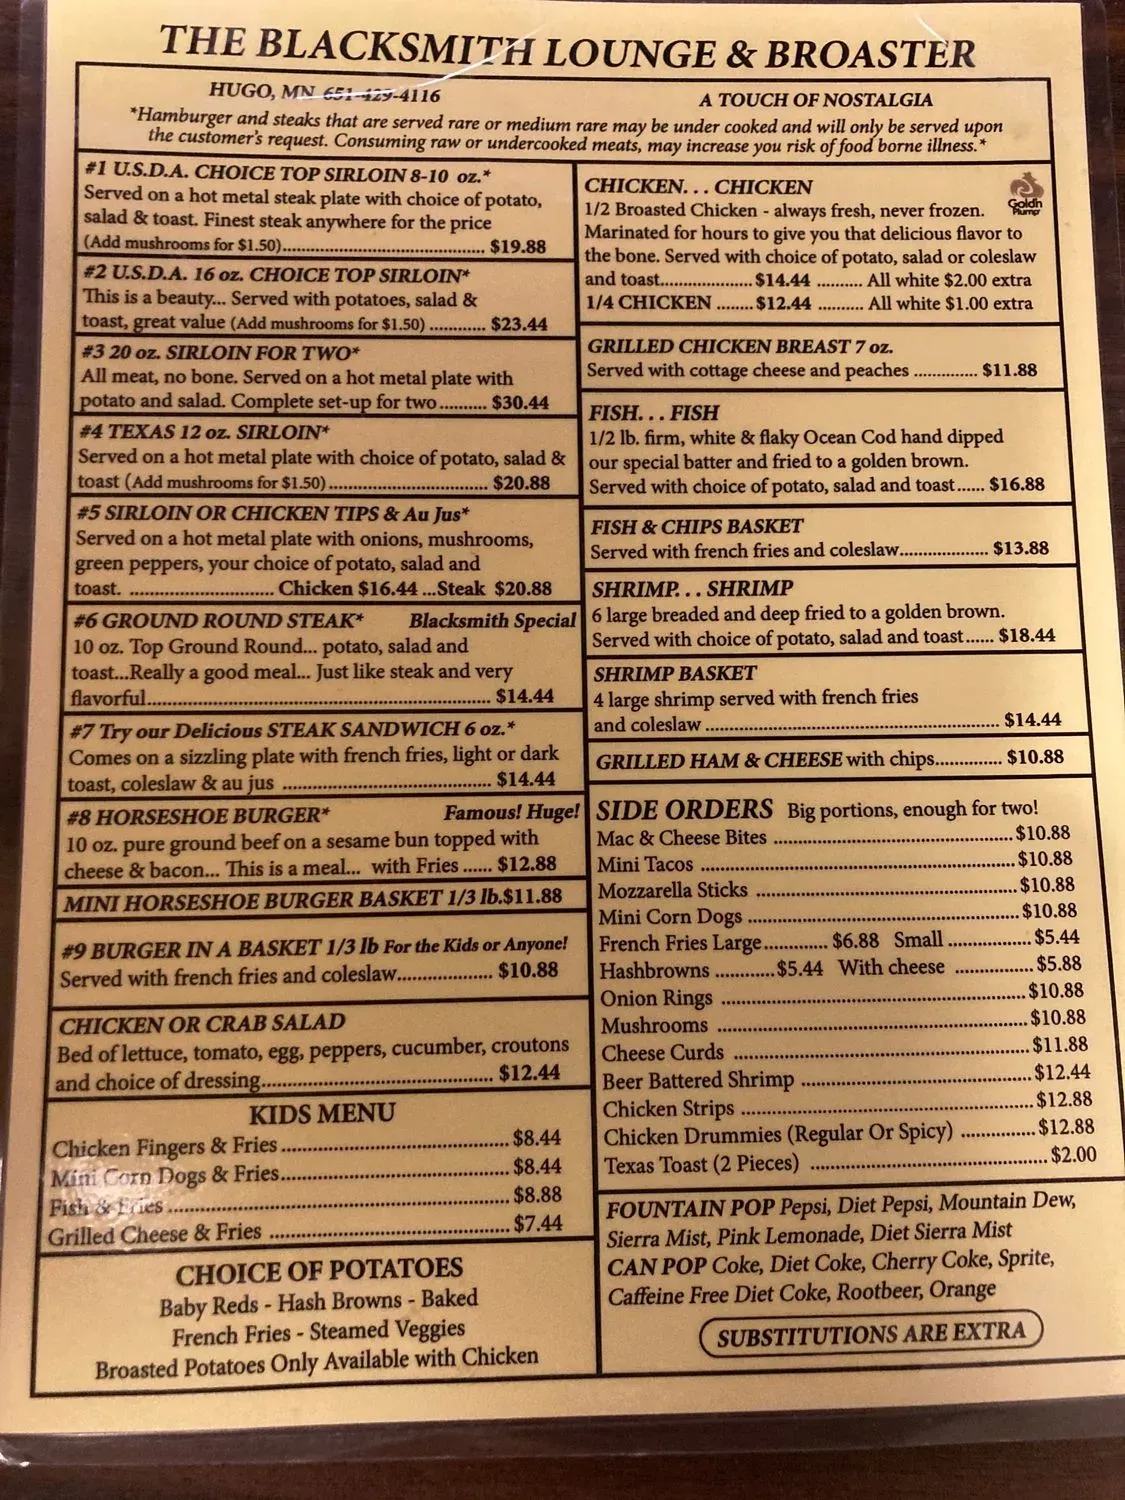 THE BLACKSMITH LOUNGE & BROASTER
HUGO, MN 651-429-4116
A TOUCH OF NOSTALGIA
*Hamburger and steaks that are served rare or medium rare may be under cooked and will only be served upon
the customer's request. Consuming raw or undercooked meats, may increase you risk of food borne illness.*
#1 U.S.D.A. CHOICE TOP SIRLOIN 8-10 oz.*
Served on a hot metal steak plate with choice of potato,
salad & toast. Finest steak anywhere for the price
(Add mushrooms for $1.50)..................................... $19.88
#2 U.S.D.A. 16 oz. CHOICE TOP SIRLOIN*
This is a beauty... Served with potatoes, salad &
toast, great value (Add mushrooms for $1.50) ............ $23.44
#3 20 oz. SIRLOIN FOR TWO*
All meat, no bone. Served on a hot metal plate with
potato and salad. Complete set-up for two.......... $30.44
#4 TEXAS 12 oz. SIRLOIN*
Served on a hot metal plate with choice of potato, salad &
toast (Add mushrooms for $1.50) ............................. $20.88
#5 SIRLOIN OR CHICKEN TIPS & Au Jus*
Served on a hot metal plate with onions, mushrooms,
green peppers, your choice of potato, salad and
toast. ............................ Chicken $16.44 ...Steak $20.88
#6 GROUND ROUND STEAK* Blacksmith Special
10 oz. Top Ground Round... potato, salad and
toast...Really a good meal... Just like steak and very
flavorful.................................................................. $14.44
#7 Try our Delicious STEAK SANDWICH 6 oz.*
Comes on a sizzling plate with french fries, light or dark
toast, coleslaw & au jus ........................................ $14.44
#8 HORSESHOE BURGER* Famous! Huge!
10 oz. pure ground beef on a sesame bun topped with
cheese & bacon... This is a meal... with Fries ...... $12.88
MINI HORSESHOE BURGER BASKET 1/3 lb.$11.88
#9 BURGER IN A BASKET 1/3 lb For the Kids or Anyone!
Served with french fries and coleslaw.................. $10.88
CHICKEN OR CRAB SALAD
Bed of lettuce, tomato, egg, peppers, cucumber, croutons
and choice of dressing............................................ $12.44
KIDS MENU
Chicken Fingers & Fries .......................................... $8.44
Mini Corn Dogs & Fries.......................................... $8.44
Fish & Fries ............................................................... $8.88
Grilled Cheese & Fries ............................................ $7.44
CHOICE OF POTATOES
Baby Reds - Hash Browns - Baked
French Fries - Steamed Veggies
Broasted Potatoes Only Available with Chicken
CHICKEN... CHICKEN
1/2 Broasted Chicken - always fresh, never frozen.
Marinated for hours to give you that delicious flavor to
the bone. Served with choice of potato, salad or coleslaw
and toast.................... $14.44 .......... All white $2.00 extra
1/4 CHICKEN ........ $12.44 .......... All white $1.00 extra
GRILLED CHICKEN BREAST 7 oz.
Served with cottage cheese and peaches .............. $11.88
FISH... FISH
1/2 lb. firm, white & flaky Ocean Cod hand dipped
our special batter and fried to a golden brown.
Served with choice of potato, salad and toast...... $16.88
FISH & CHIPS BASKET
Served with french fries and coleslaw................... $13.88
SHRIMP... SHRIMP
6 large breaded and deep fried to a golden brown.
Served with choice of potato, salad and toast...... $18.44
SHRIMP BASKET
4 large shrimp served with french fries
and coleslaw ........................................................... $14.44
GRILLED HAM & CHEESE with chips.............. $10.88
SIDE ORDERS Big portions, enough for two!
Mac & Cheese Bites ................................................ $10.88
Mini Tacos ............................................................... $10.88
Mozzarella Sticks .................................................... $10.88
Mini Corn Dogs ...................................................... $10.88
French Fries Large............. $6.88 Small ................. $5.44
Hashbrowns ............$5.44 With cheese ................ $5.88
Onion Rings ............................................................ $10.88
Mushrooms ............................................................. $10.88
Cheese Curds .......................................................... $11.88
Beer Battered Shrimp ............................................. $12.44
Chicken Strips ......................................................... $12.88
Chicken Drummies (Regular Or Spicy) ............... $12.88
Texas Toast (2 Pieces) .............................................. $2.00
FOUNTAIN POP Pepsi, Diet Pepsi, Mountain Dew,
Sierra Mist, Pink Lemonade, Diet Sierra Mist
CAN POP Coke, Diet Coke, Cherry Coke, Sprite,
Caffeine Free Diet Coke, Rootbeer, Orange
SUBSTITUTIONS ARE EXTRA